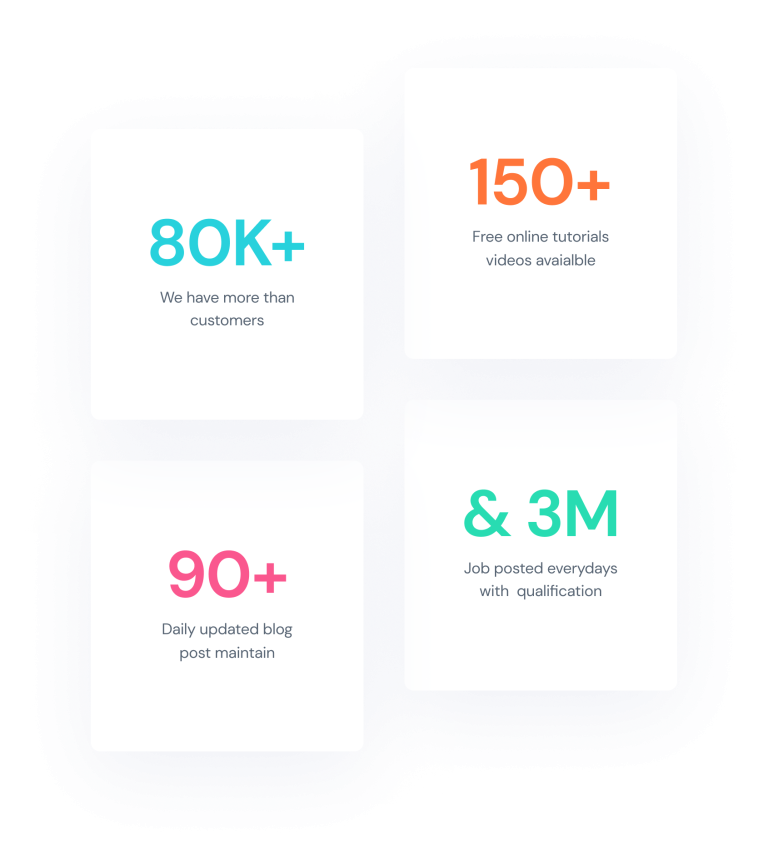 80K+
We have more than
customers
150+
Free online tutorials
videos avaialble
90+
Daily updated blog
post maintain
& 3M
Job posted everydays
with  qualification